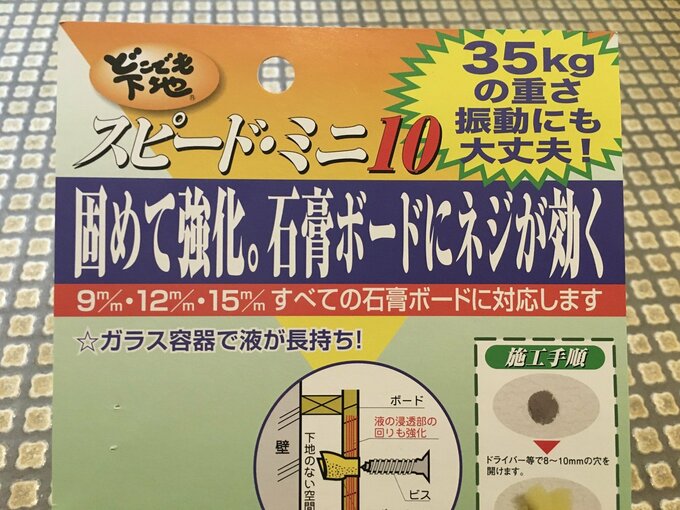 どこでも
下地
®
35kg
の重さ
振動にも
大丈夫!
スピード・ミニ10
固めて強化。石膏ボードにネジが効く
9m/m・12m/m・15m/mすべての石膏ボードに対応します
☆ガラス容器で液が長持ち!
ボード
液の浸透部の
回りも強化
壁
下地のない空間
ビス
施工手順
ドライバー等で8〜10mmの穴を
開けます。